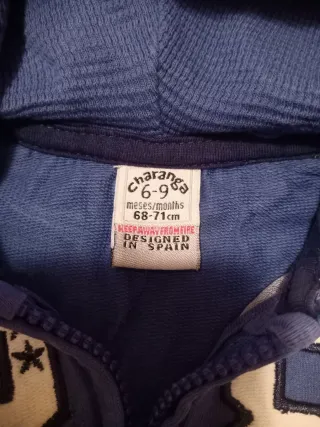 charanga
6-9
meses/months
68-71cm
KEEP AWAY FROM FIRE
DESIGNED
IN SPAIN